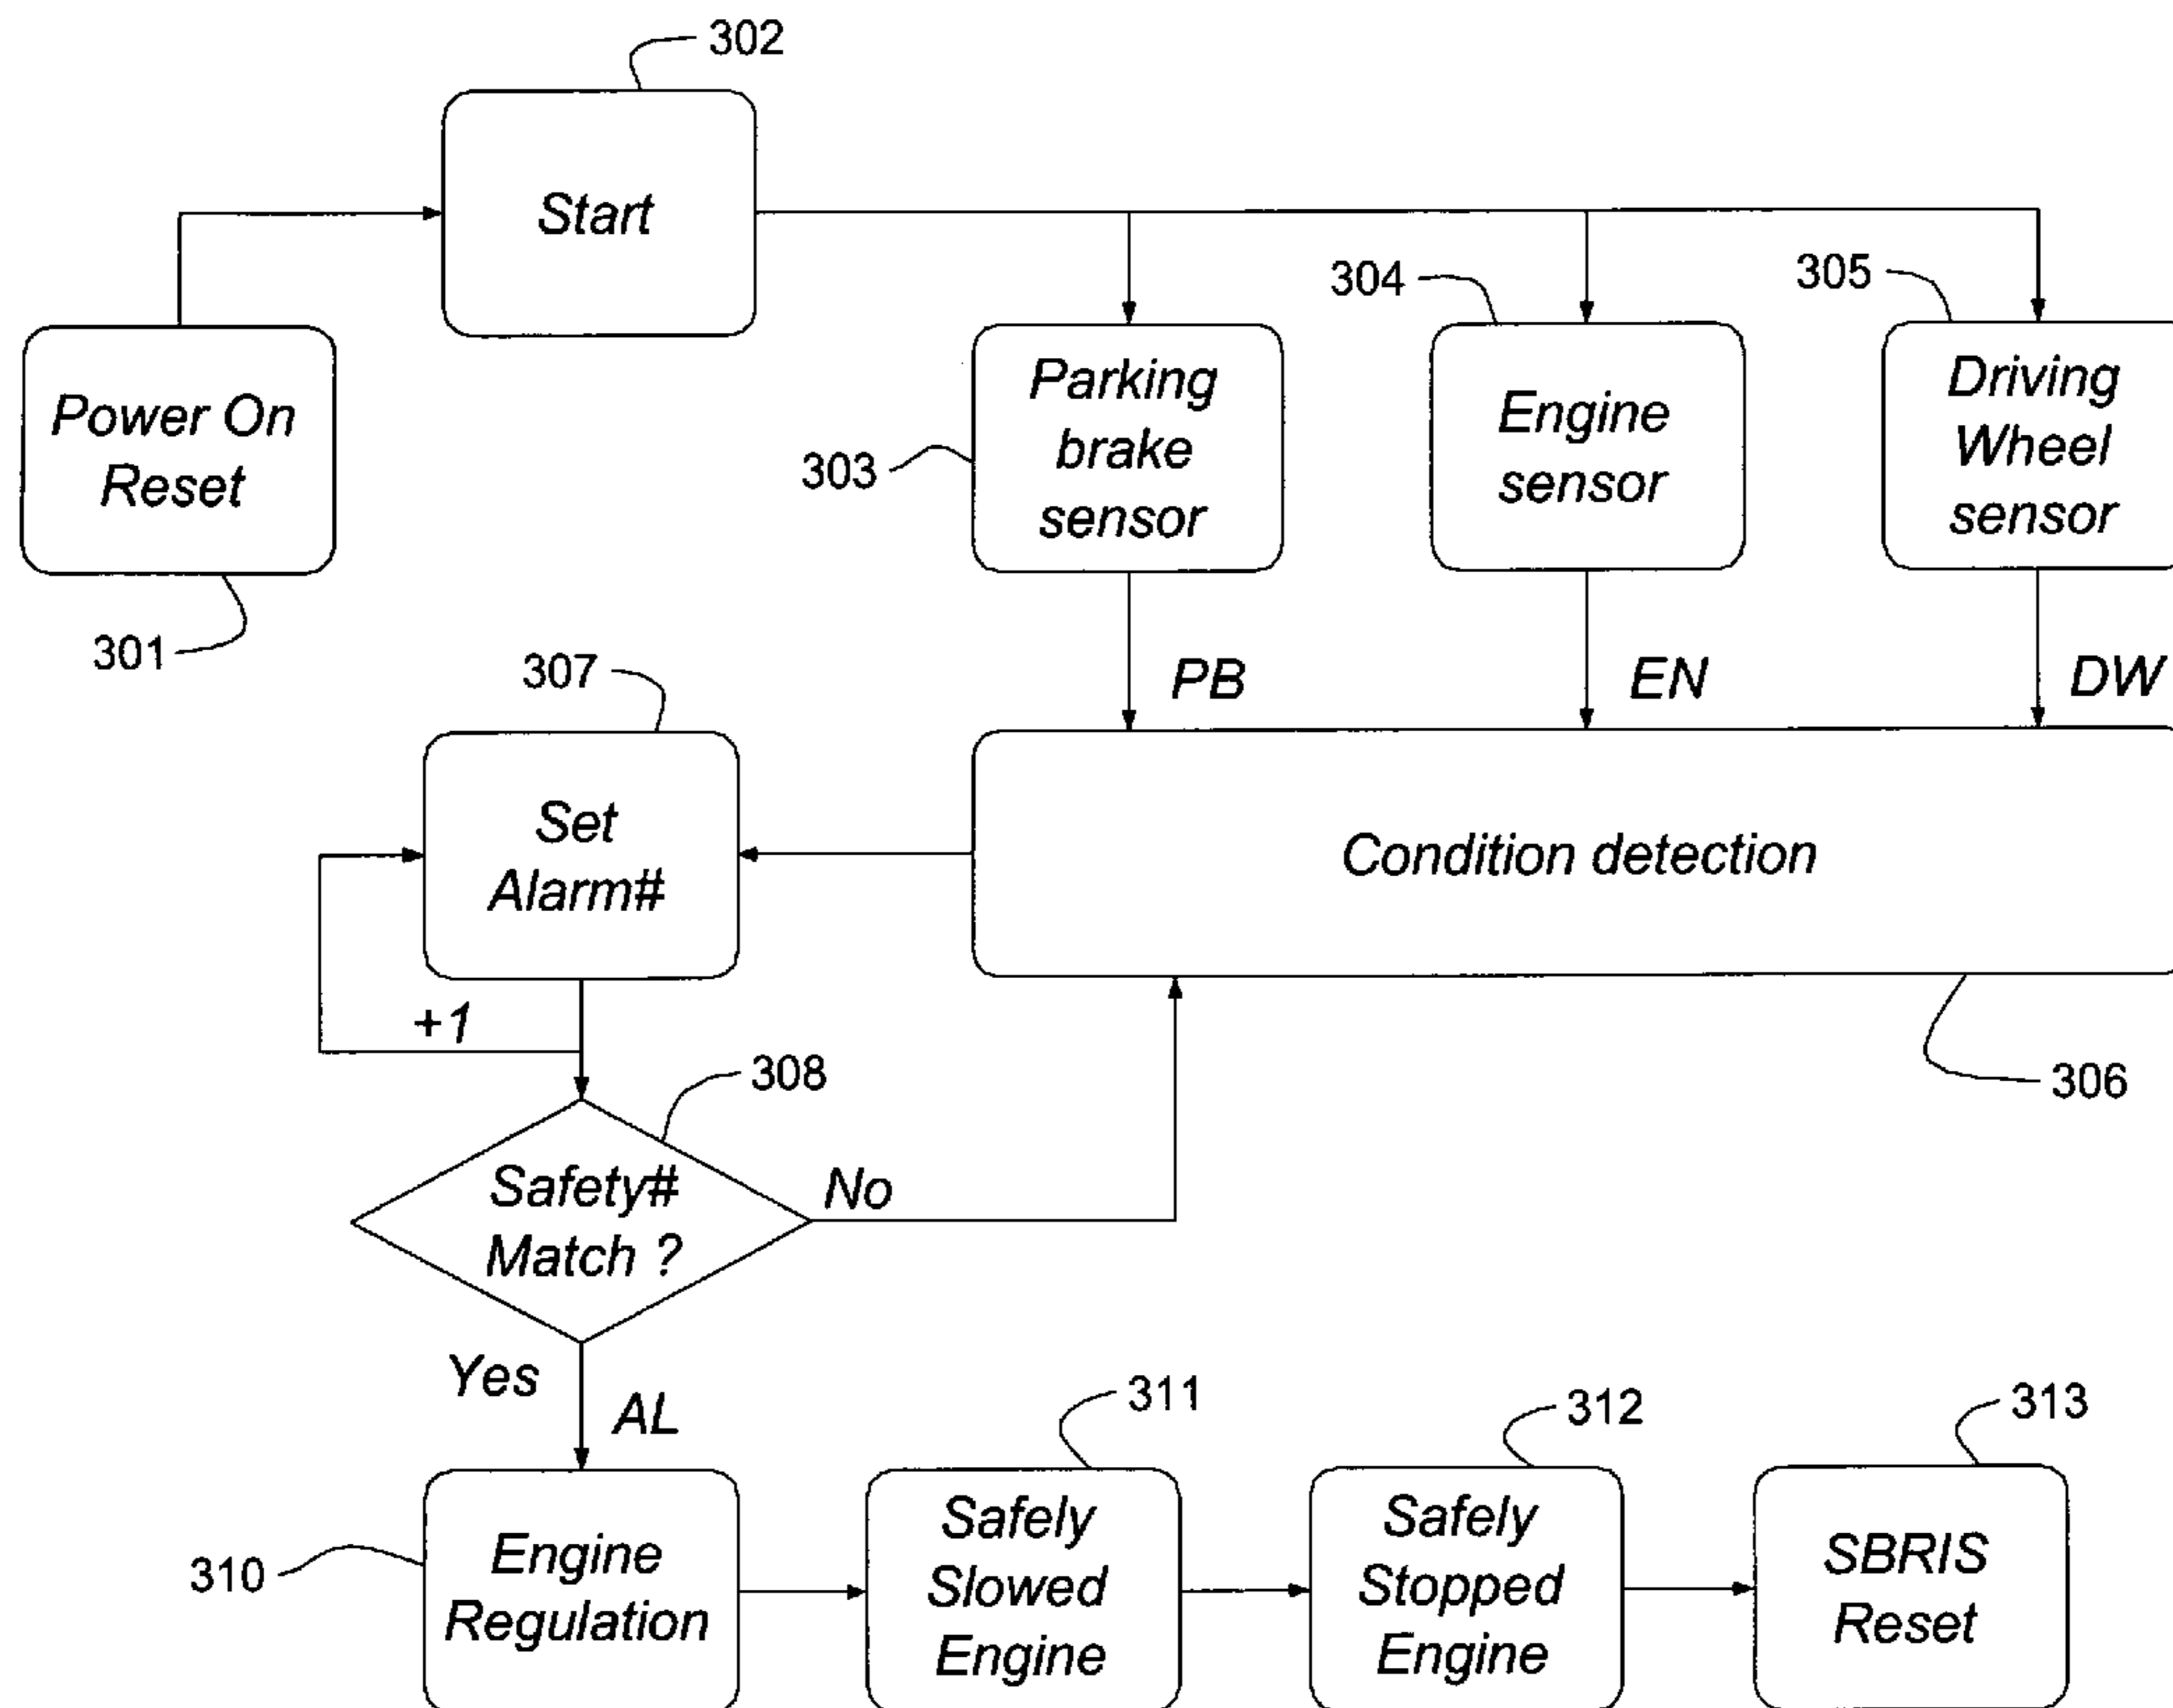 302
Start
304
305
Power On
Reset
303
Parking
brake
sensor
Engine
sensor
Driving
Wheel
sensor
301
307
PB
EN
DW
Set
Alarm#
Condition detection
+1
308
306
Safety#
Match ?
No
Yes
AL
311
312
313
310
Engine
Regulation
Safely
Slowed
Engine
Safely
Stopped
Engine
SBRIS
Reset